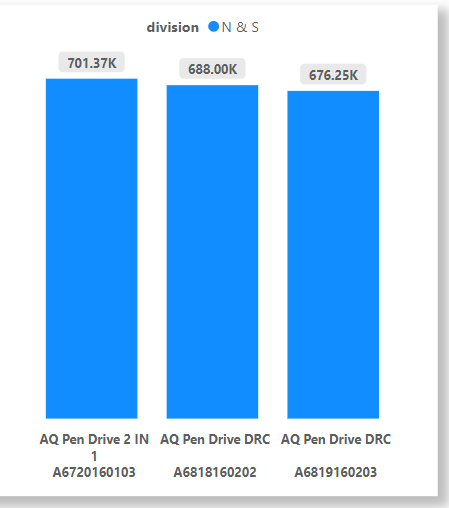 division N & S
701.37K 688.00K 676.25K
AQ Pen Drive 2 IN 1 AQ Pen Drive DRC AQ Pen Drive DRC
A6720160103 A6818160202 A6819160203